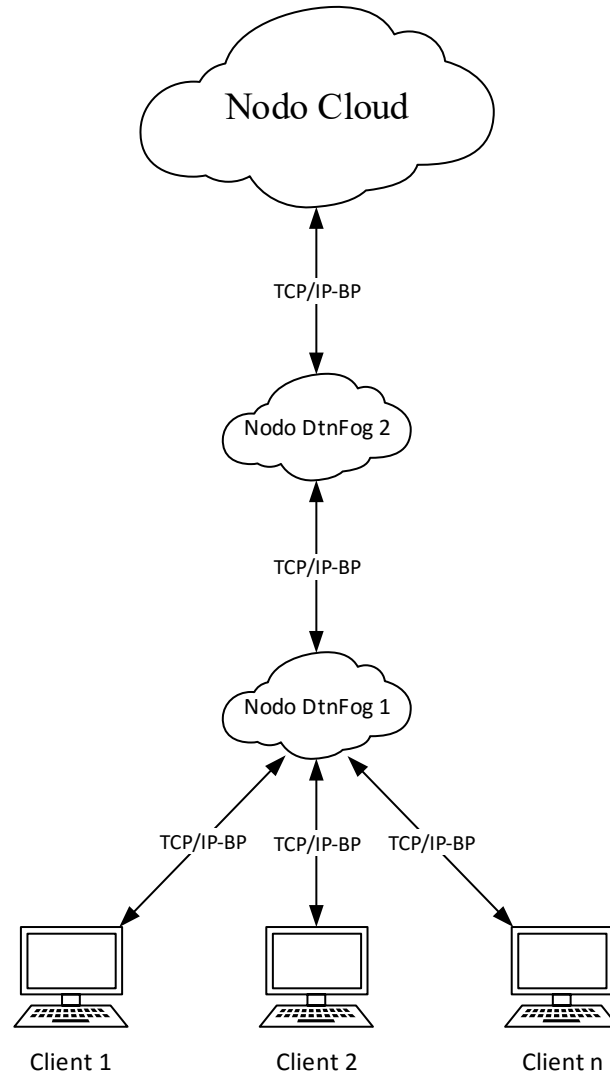 Nodo Cloud
TCP/IP-BP
Nodo DtnFog 2
TCP/IP-BP
Nodo DtnFog 1
TCP/IP-BP
TCP/IP-BP
TCP/IP-BP
Client 1
Client 2
Client n